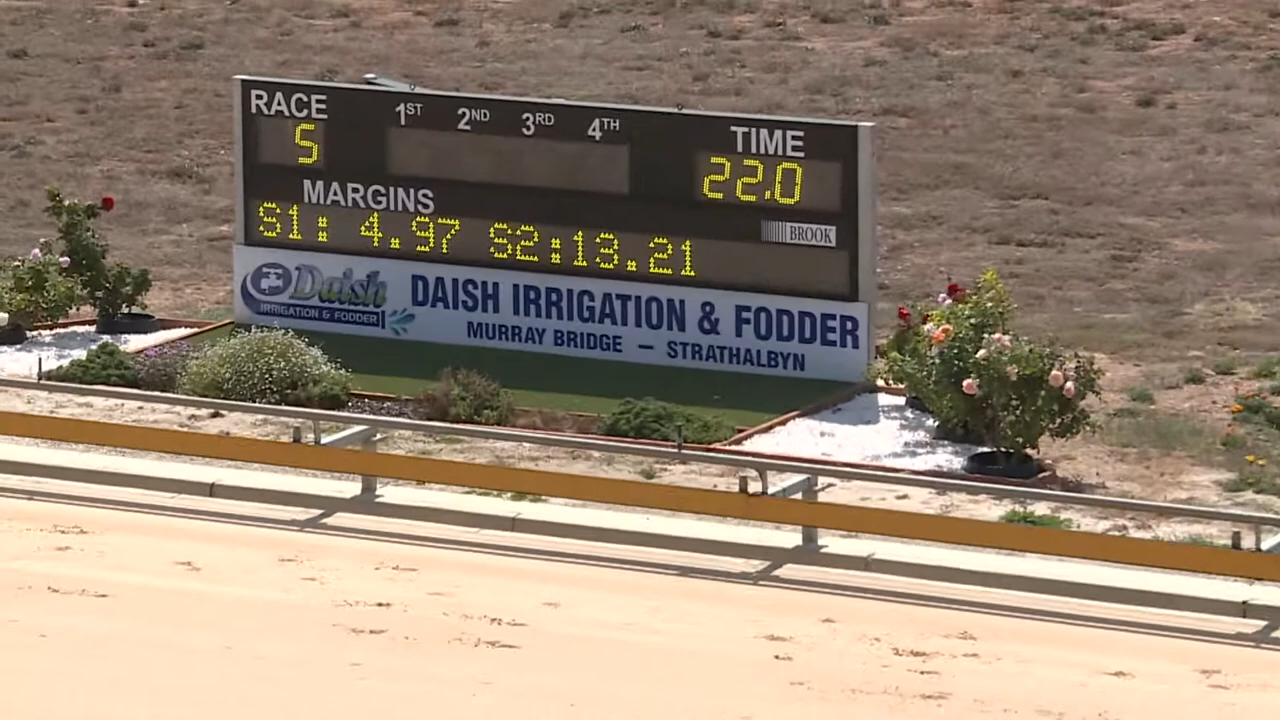 RACE 1ST 2ND 3RD 4TH TIME
5 22.0
MARGINS
BROOK
S1: 4.97 S2:13.21
Daish
IRRIGATION & FODDER
DAISH IRRIGATION & FODDER
MURRAY BRIDGE – STRATHALBYN